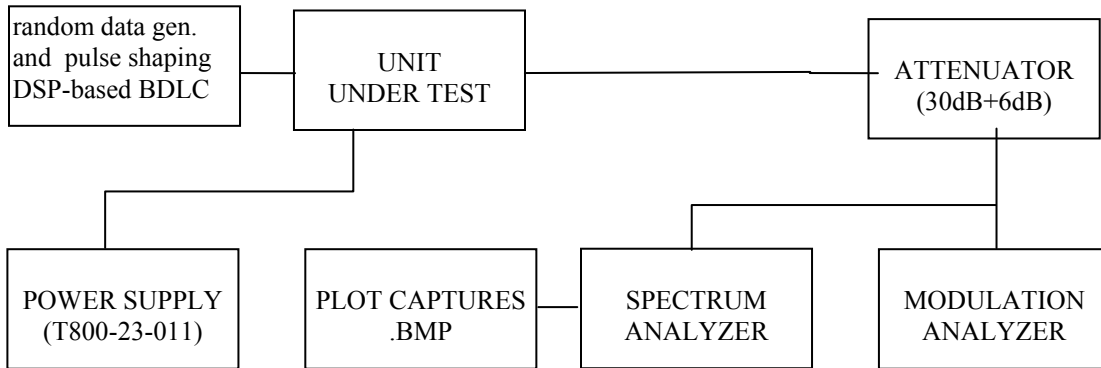 random data gen.
and pulse shaping
DSP-based BDLC
UNIT
UNDER TEST
ATTENUATOR
(30dB+6dB)
POWER SUPPLY
(T800-23-011)
PLOT CAPTURES
.BMP
SPECTRUM
ANALYZER
MODULATION
ANALYZER